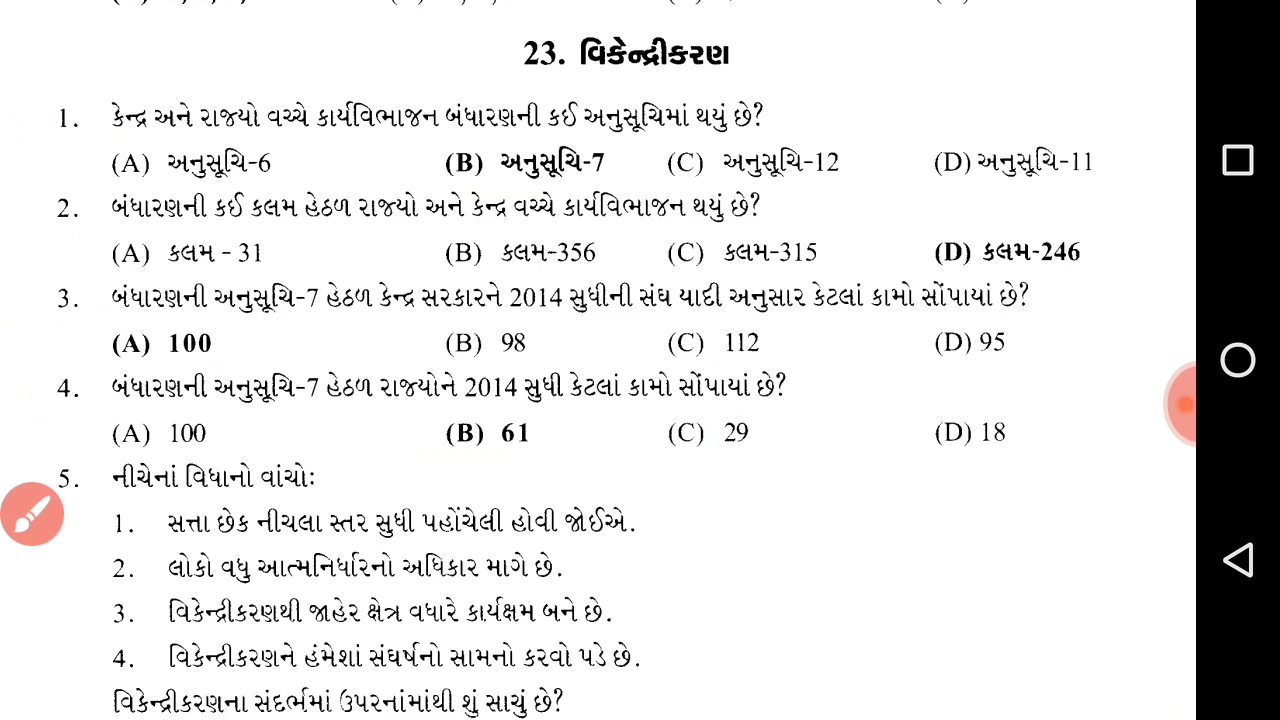 23. વિકેન્દ્રીકરણ
1. કેન્દ્ર અને રાજ્યો વચ્ચે કાર્યવિભાજન બંધારણની કઈ અનુસૂચિમાં થયું છે?
(A) અનુસૂચિ-6 (B) અનુસૂચિ-7 (C) અનુસૂચિ-12 (D) અનુસૂચિ-11
2. બંધારણની કઈ કલમ હેઠળ રાજ્યો અને કેન્દ્ર વચ્ચે કાર્યવિભાજન થયું છે?
(A) કલમ - 31 (B) કલમ-356 (C) કલમ-315 (D) કલમ-246
3. બંધારણની અનુસૂચિ-7 હેઠળ કેન્દ્ર સરકારને 2014 સુધીની સંઘ યાદી અનુસાર કેટલાં કામો સોંપાયાં છે?
(A) 100 (B) 98 (C) 112 (D) 95
4. બંધારણની અનુસૂચિ-7 હેઠળ રાજ્યોને 2014 સુધી કેટલાં કામો સોંપાયાં છે?
(A) 100 (B) 61 (C) 29 (D) 18
5. નીચેનાં વિધાનો વાંચોઃ
1. સત્તા છેક નીચલા સ્તર સુધી પહોંચેલી હોવી જોઈએ.
2. લોકો વધુ આત્મનિર્ધારનો અધિકાર માગે છે.
3. વિકેન્દ્રીકરણથી જાહેર ક્ષેત્ર વધારે કાર્યક્ષમ બને છે.
4. વિકેન્દ્રીકરણને હંમેશાં સંઘર્ષનો સામનો કરવો પડે છે.
વિકેન્દ્રીકરણના સંદર્ભમાં ઉપરનાંમાંથી શું સાચું છે?